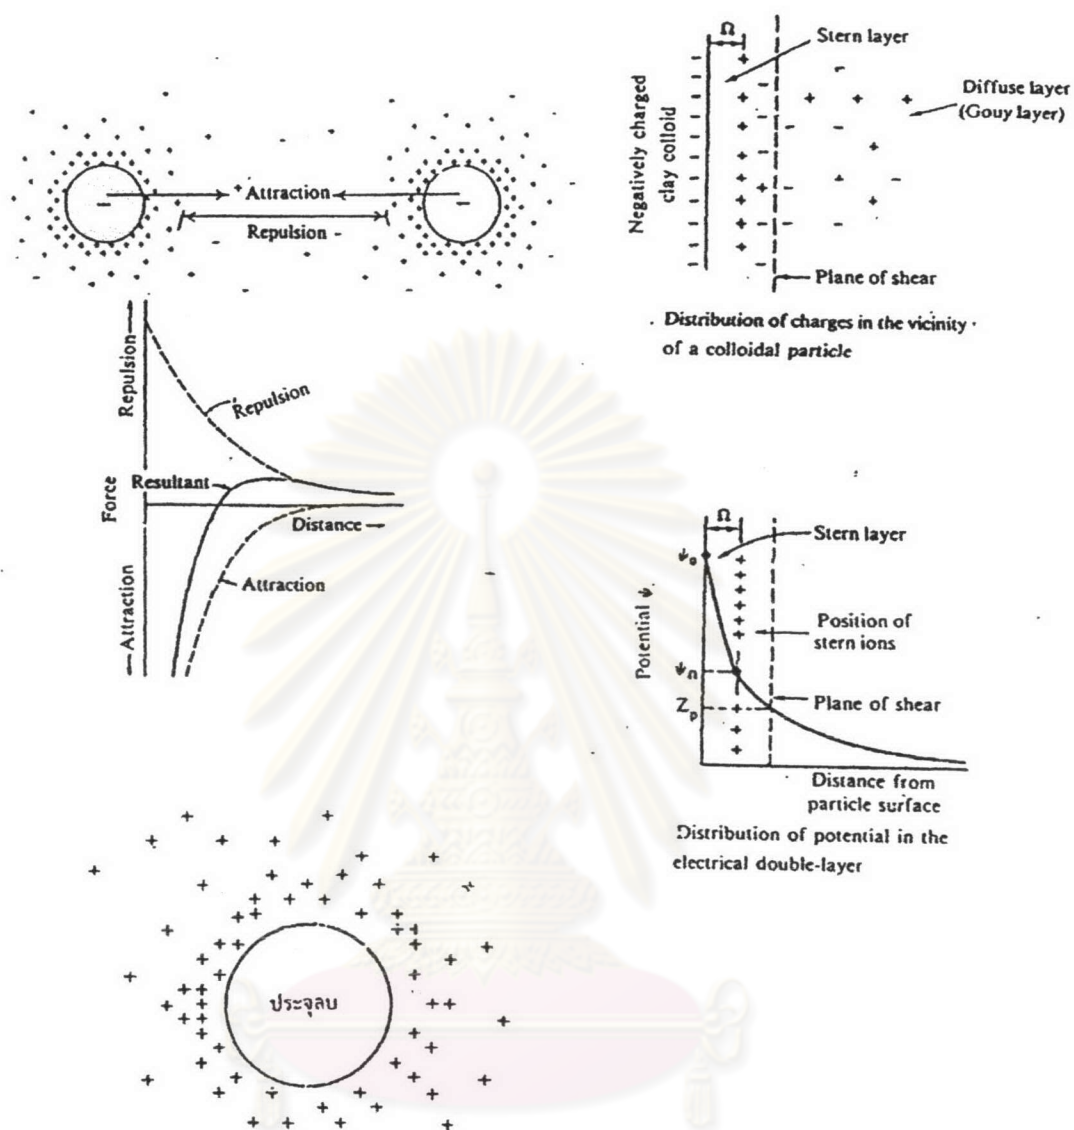 Attraction
Repulsion
Ω
Stern layer
Negatively charged
clay colloid
Diffuse layer
(Gouy layer)
Plane of shear
Distribution of charges in the vicinity
of a colloidal particle
Repulsion
Repulsion
Resultant
Force
Distance
Attraction
Attraction
Ω
Stern layer
ψo
Potential ψ
Position of
stern ions
ψΩ
Zp
Plane of shear
Distance from
particle surface
Distribution of potential in the
electrical double-layer
ประจุลบ